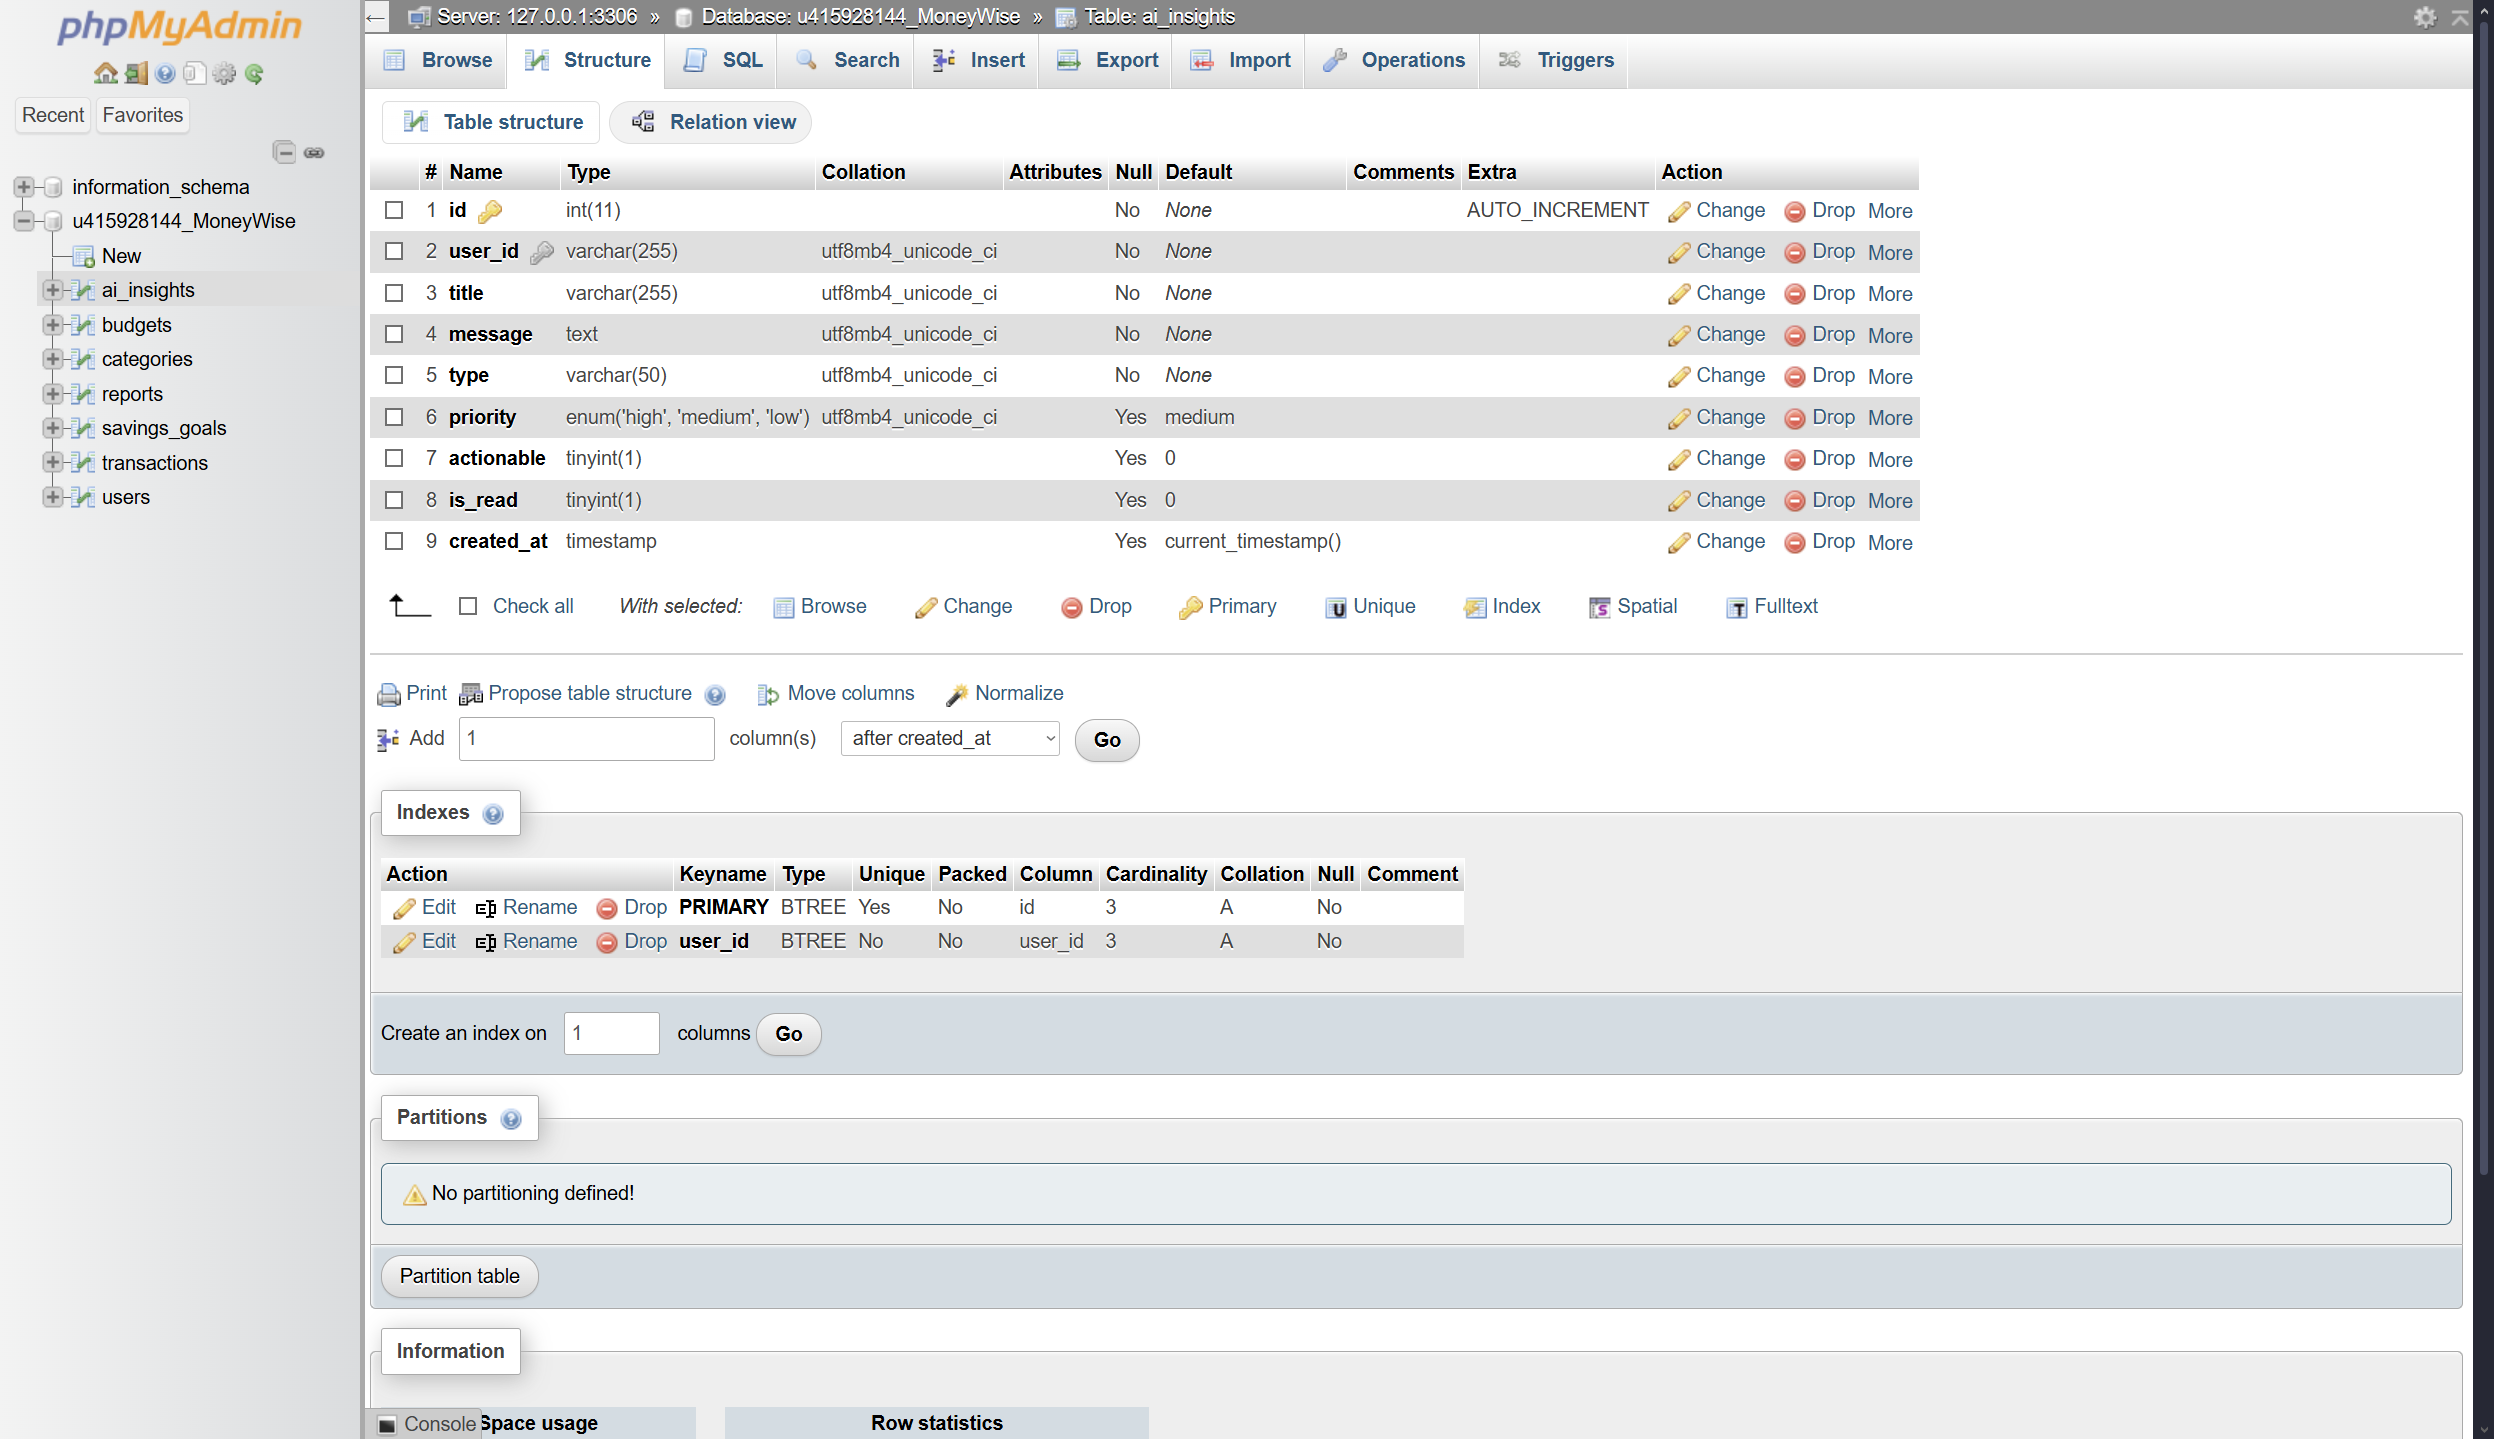 phpMyAdmin
Recent Favorites
information_schema
u415928144_MoneyWise
New
ai_insights
budgets
categories
reports
savings_goals
transactions
users
← Server: 127.0.0.1:3306 » Database: u415928144_MoneyWise » Table: ai_insights
Browse Structure SQL Search Insert Export Import Operations Triggers
Table structure Relation view
# Name Type Collation Attributes Null Default Comments Extra Action
1 id int(11) No None AUTO_INCREMENT Change Drop More
2 user_id varchar(255) utf8mb4_unicode_ci No None Change Drop More
3 title varchar(255) utf8mb4_unicode_ci No None Change Drop More
4 message text utf8mb4_unicode_ci No None Change Drop More
5 type varchar(50) utf8mb4_unicode_ci No None Change Drop More
6 priority enum('high', 'medium', 'low') utf8mb4_unicode_ci Yes medium Change Drop More
7 actionable tinyint(1) Yes 0 Change Drop More
8 is_read tinyint(1) Yes 0 Change Drop More
9 created_at timestamp Yes current_timestamp() Change Drop More
Check all With selected: Browse Change Drop Primary Unique Index Spatial Fulltext
Print Propose table structure Move columns Normalize
Add 1 column(s) after created_at Go
Indexes
Action Keyname Type Unique Packed Column Cardinality Collation Null Comment
Edit Rename Drop PRIMARY BTREE Yes No id 3 A No
Edit Rename Drop user_id BTREE No No user_id 3 A No
Create an index on 1 columns Go
Partitions
No partitioning defined!
Partition table
Information
Console Space usage Row statistics